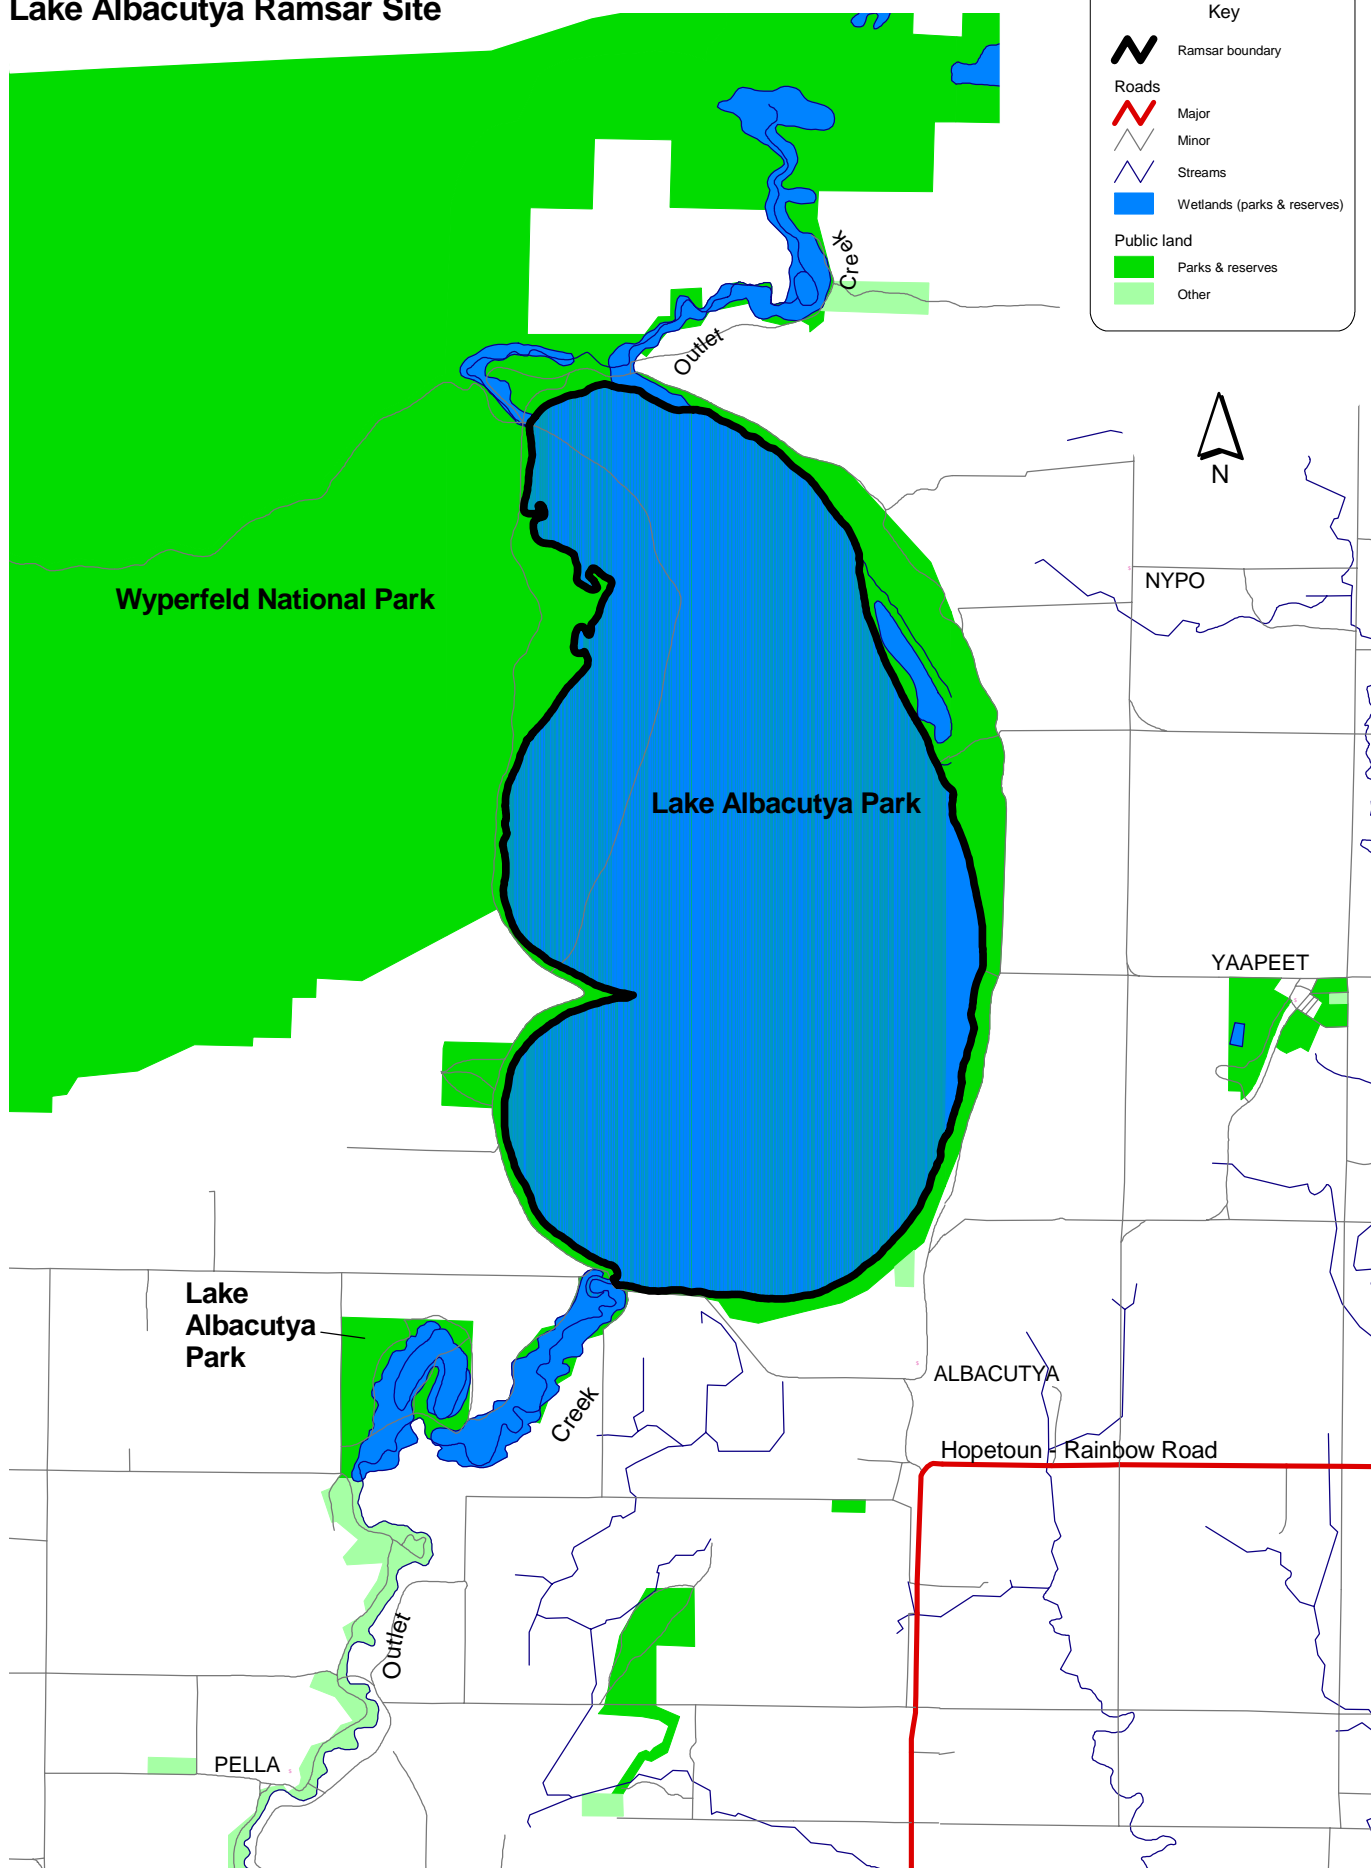 Lake Albacutya Ramsar Site
Key
Ramsar boundary
Roads
Major
Minor
Streams
Wetlands (parks & reserves)
Public land
Parks & reserves
Other
Creek
Outlet
N
NYPO
Wyperfeld National Park
Lake Albacutya Park
YAAPEET
Lake
Albacutya
Park
ALBACUTYA
Creek
Hopetoun - Rainbow Road
Outlet
PELLA